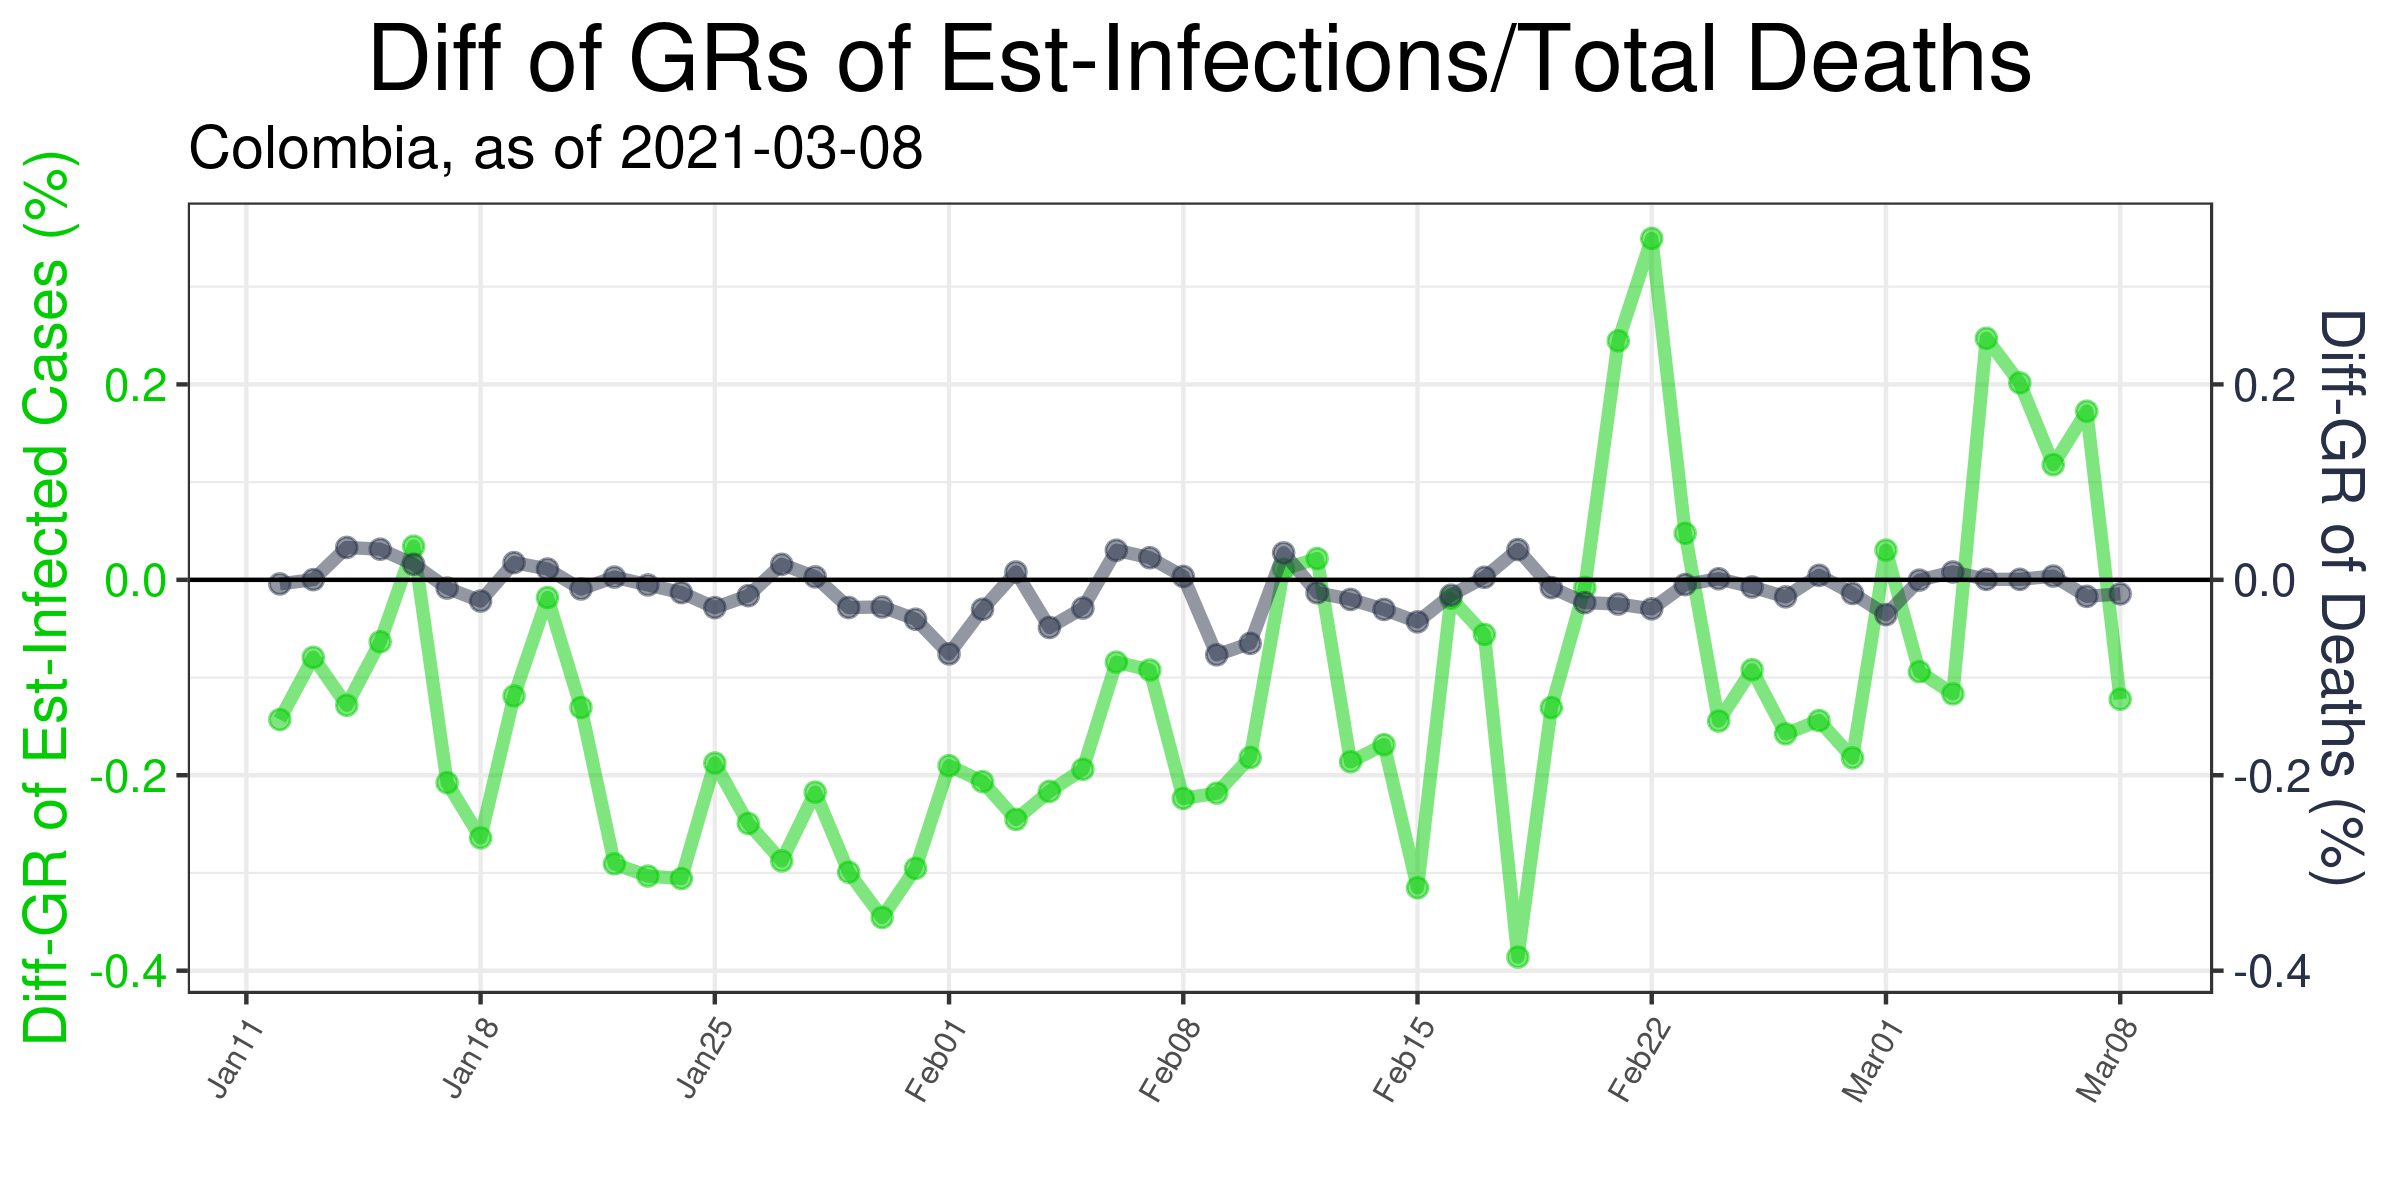 Diff of GRs of Est-Infections/Total Deaths
Colombia, as of 2021-03-08
Diff-GR of Est-Infected Cases (%)
0.2
0.0
-0.2
-0.4
0.2
0.0
-0.2
-0.4
Diff-GR of Deaths (%)
Jan11
Jan18
Jan25
Feb01
Feb08
Feb15
Feb22
Mar01
Mar08